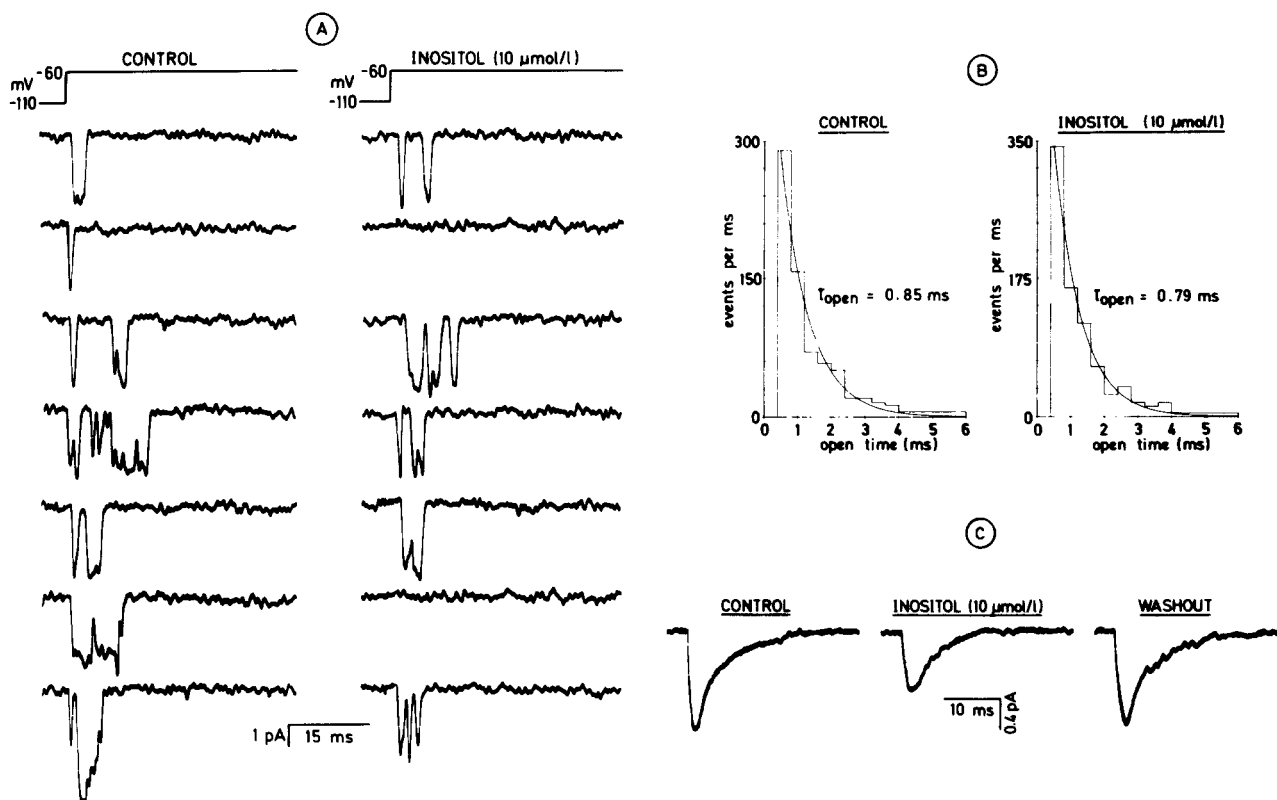 A
CONTROL
mV
-60
-110
INOSITOL (10 µmol/l)
mV
-60
-110
1 pA
15 ms
B
CONTROL
300
150
0
events per ms
τopen = 0.85 ms
0 1 2 3 4 5 6
open time (ms)
INOSITOL (10 µmol/l)
350
175
0
events per ms
τopen = 0.79 ms
0 1 2 3 4 5 6
open time (ms)
C
CONTROL
INOSITOL (10 µmol/l)
WASHOUT
10 ms
0.4 pA